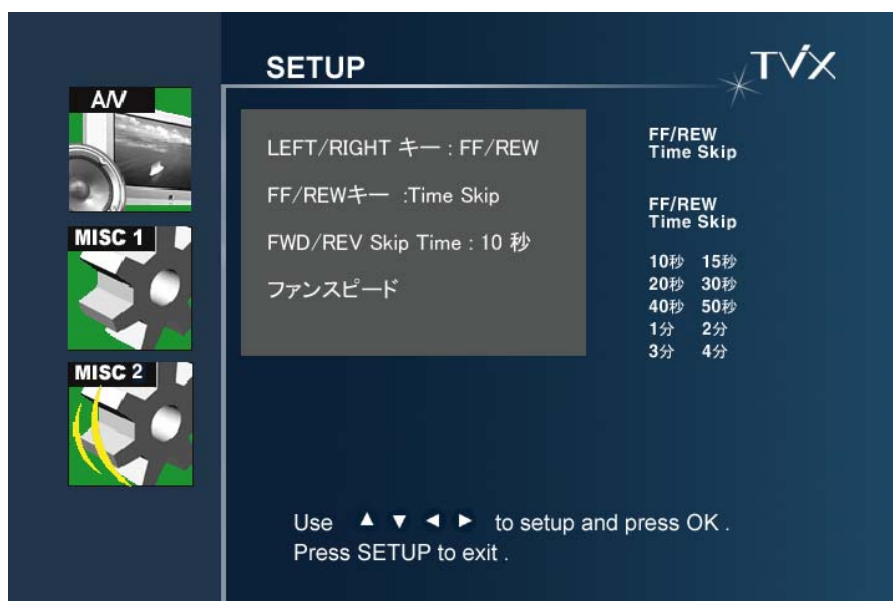 SETUP
TViX
A/V
MISC 1
MISC 2
LEFT/RIGHT キー : FF/REW
FF/REWキー :Time Skip
FWD/REV Skip Time : 10 秒
ファンスピード
FF/REW
Time Skip
FF/REW
Time Skip
10秒 15秒
20秒 30秒
40秒 50秒
1分 2分
3分 4分
Use ▲ ▼ ◀ ▶ to setup and press OK .
Press SETUP to exit .